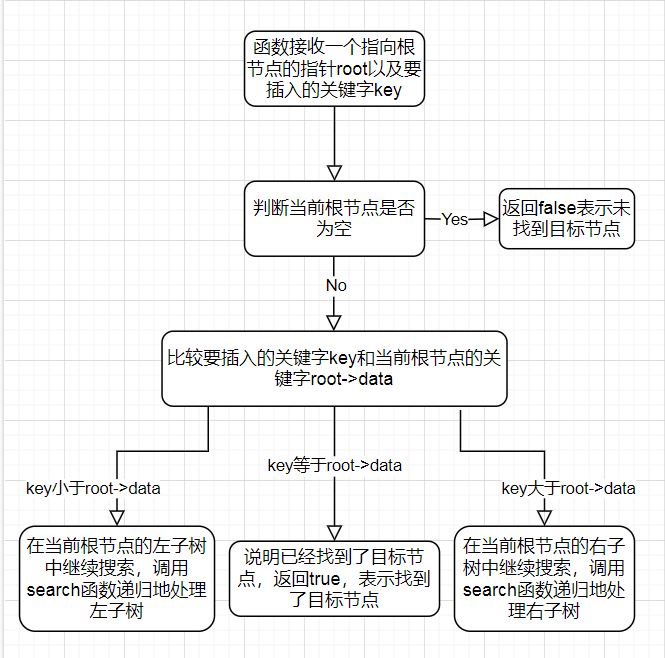 函数接收一个指向根
节点的指针root以及要
插入的关键字key
判断当前根节点是否
为空
Yes
返回false表示未
找到目标节点
No
比较要插入的关键字key和当前根节点的关
键字root->data
key小于root->data
key等于root->data
key大于root->data
在当前根节点的左子树
中继续搜索，调用
search函数递归地处理
左子树
说明已经找到了目标节
点，返回true，表示找到
了目标节点
在当前根节点的右子
树中继续搜索，调用
search函数递归地处
理右子树